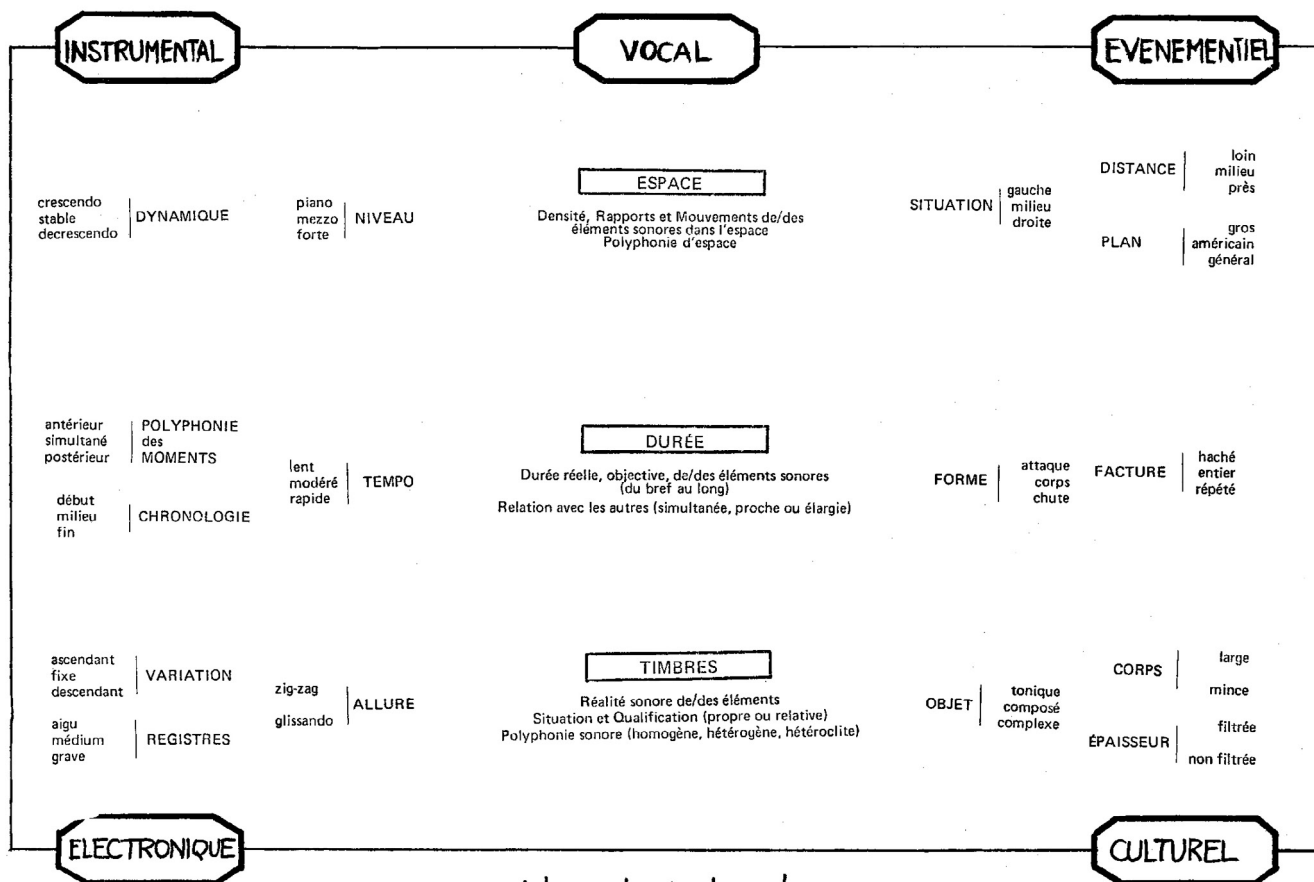 INSTRUMENTAL
VOCAL
EVENEMENTIEL
crescendo
stable
decrescendo
DYNAMIQUE
piano
mezzo
forte
NIVEAU
ESPACE
Densité, Rapports et Mouvements de/des
éléments sonores dans l'espace
Polyphonie d'espace
SITUATION
gauche
milieu
droite
DISTANCE
loin
milieu
près
PLAN
gros
américain
général
antérieur
simultané
postérieur
POLYPHONIE
des
MOMENTS
début
milieu
fin
CHRONOLOGIE
lent
modéré
rapide
TEMPO
DURÉE
Durée réelle, objective, de/des éléments sonores
(du bref au long)
Relation avec les autres (simultanée, proche ou élargie)
FORME
attaque
corps
chute
FACTURE
haché
entier
répété
ascendant
fixe
descendant
VARIATION
aigu
médium
grave
REGISTRES
zig-zag
glissando
ALLURE
TIMBRES
Réalité sonore de/des éléments
Situation et Qualification (propre ou relative)
Polyphonie sonore (homogène, hétérogène, hétéroclite)
OBJET
tonique
composé
complexe
CORPS
large
mince
ÉPAISSEUR
filtrée
non filtrée
ELECTRONIQUE
CULTUREL